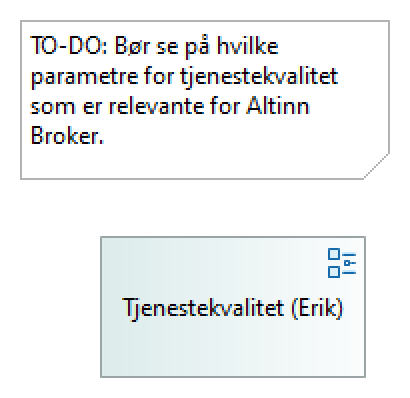 TO-DO: Bør se på hvilke
parametre for tjenestekvalitet
som er relevante for Altinn
Broker.
Tjenestekvalitet (Erik)